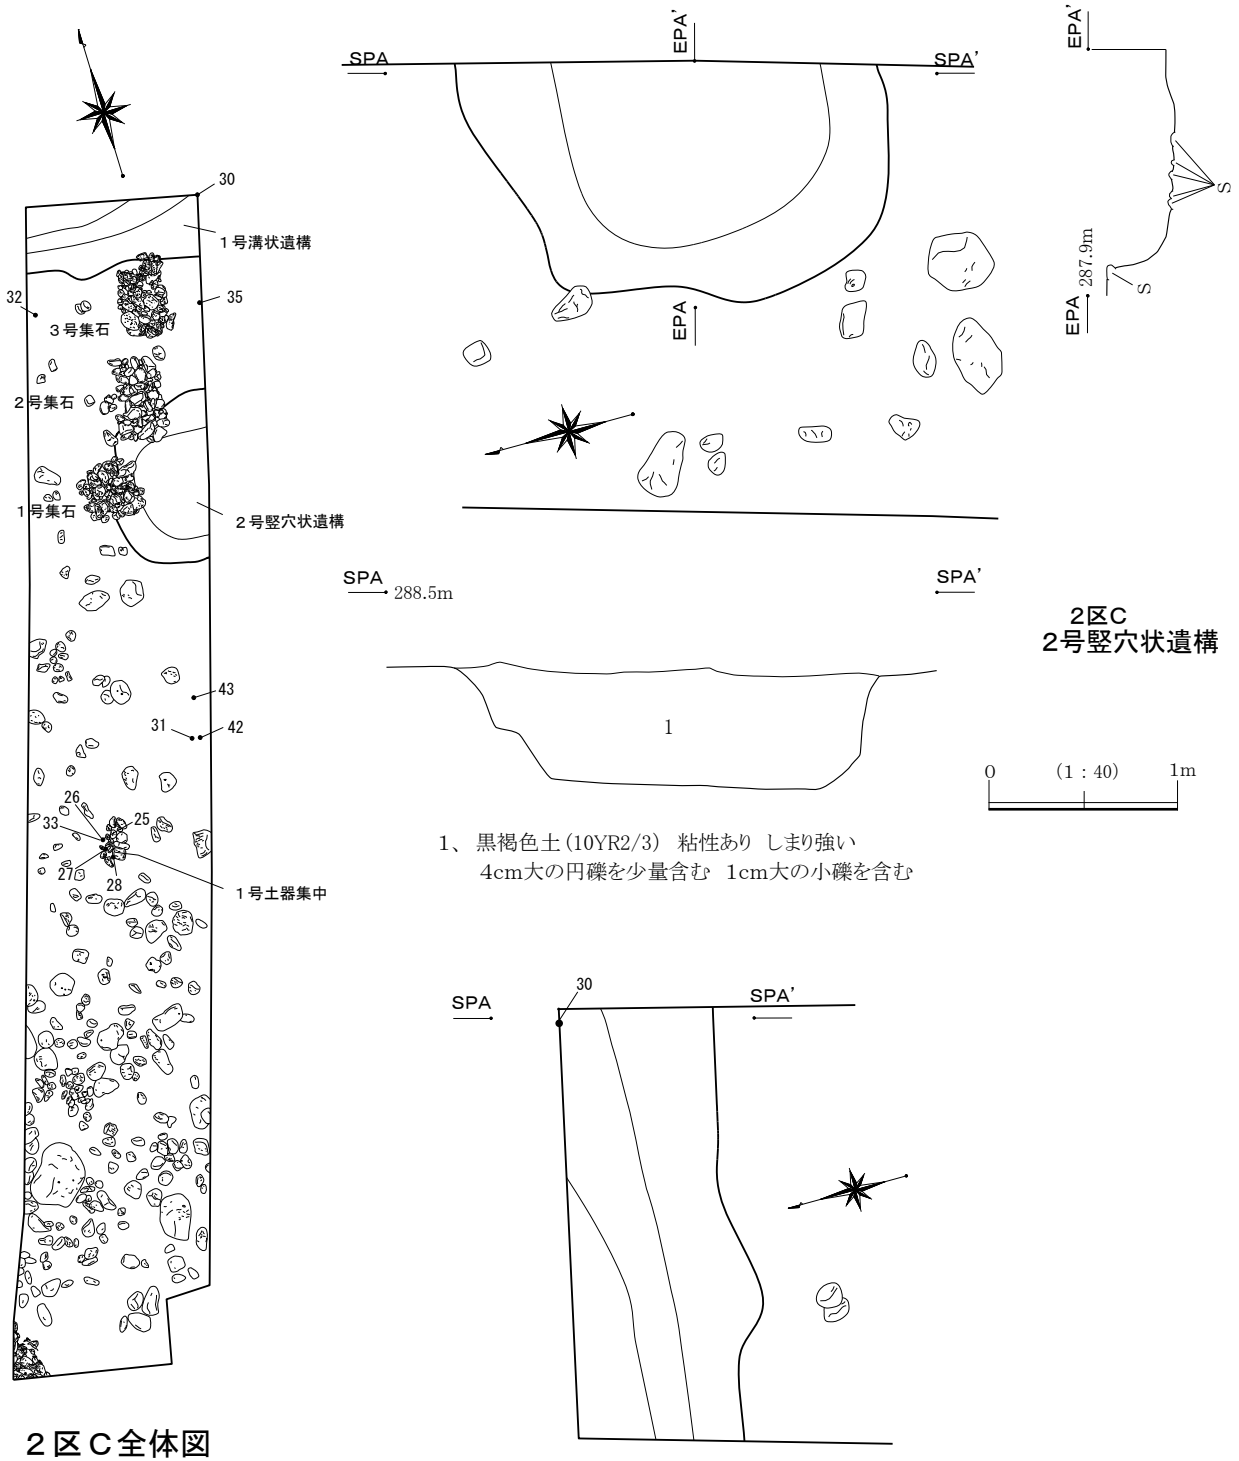 30
1号溝状遺構
32
35
3号集石
2号集石
1号集石
2号竪穴状遺構
43
31
42
26
25
33
27
28
1号土器集中
2区C全体図
SPA
EPA'
SPA'
EPA
EPA'
S
287.9m
S
EPA
SPA
288.5m
SPA'
1
2区C
2号竪穴状遺構
0 (1:40) 1m
1、 黒褐色土(10YR2/3) 粘性あり しまり強い
4cm大の円礫を少量含む 1cm大の小礫を含む
SPA
30
SPA'